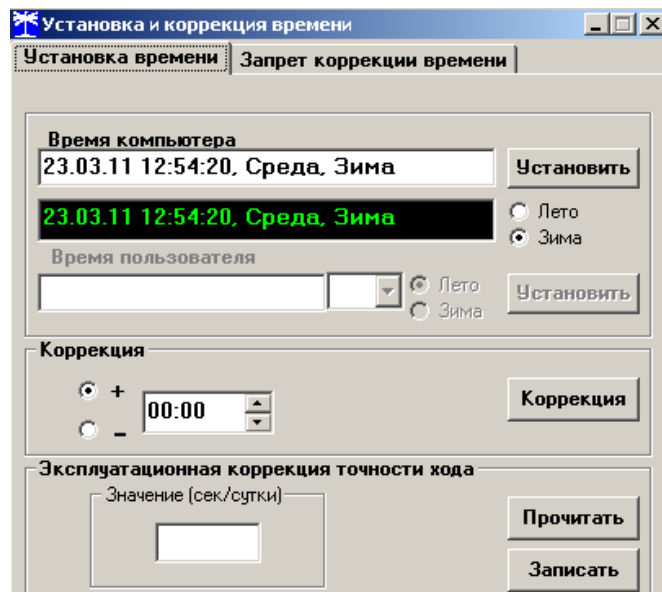 Установка и коррекция времени
Установка времени Запрет коррекции времени
Время компьютера
23.03.11 12:54:20, Среда, Зима
Установить
23.03.11 12:54:20, Среда, Зима
Лето
Зима
Время пользователя
Лето
Зима
Установить
Коррекция
+
–
00:00
Коррекция
Эксплуатационная коррекция точности хода
Значение (сек/сутки)
Прочитать
Записать